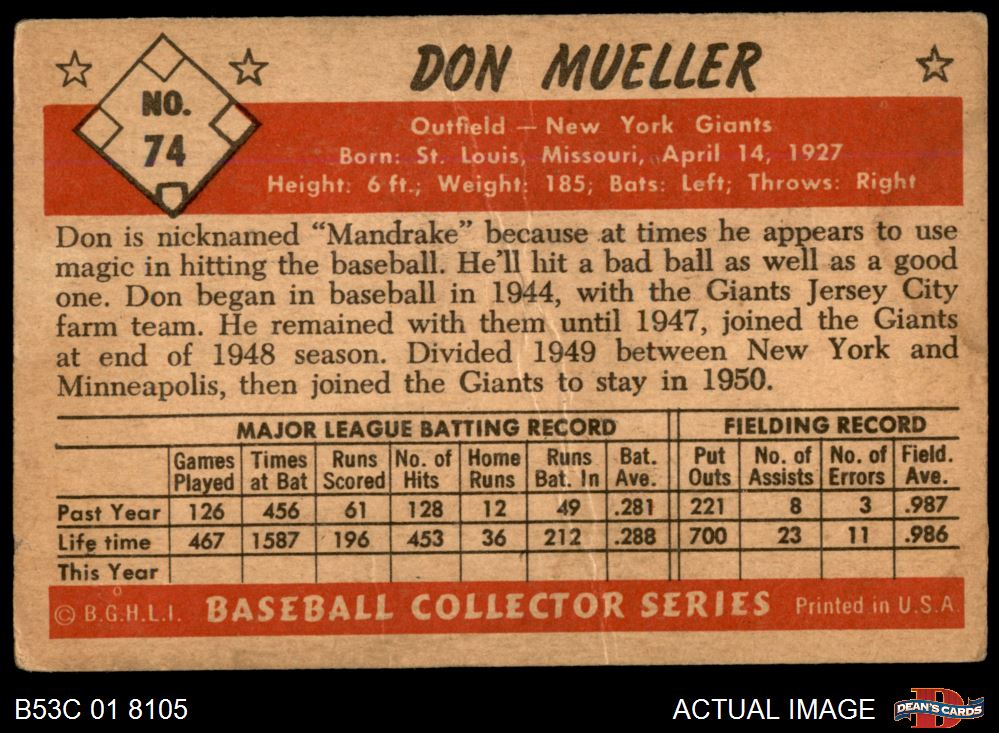 NO.
74
DON MUELLER
Outfield — New York Giants
Born: St. Louis, Missouri, April 14, 1927
Height: 6 ft.; Weight: 185; Bats: Left; Throws: Right
Don is nicknamed “Mandrake” because at times he appears to use
magic in hitting the baseball. He’ll hit a bad ball as well as a good
one. Don began in baseball in 1944, with the Giants Jersey City
farm team. He remained with them until 1947, joined the Giants
at end of 1948 season. Divided 1949 between New York and
Minneapolis, then joined the Giants to stay in 1950.
MAJOR LEAGUE BATTING RECORD FIELDING RECORD
Games Times Runs No. of Home Runs Bat. Put No. of No. of Field.
Played at Bat Scored Hits Runs Bat. In Ave. Outs Assists Errors Ave.
Past Year 126 456 61 128 12 49 .281 221 8 3 .987
Life time 467 1587 196 453 36 212 .288 700 23 11 .986
This Year
© B.G.H.L.I. BASEBALL COLLECTOR SERIES Printed in U.S.A.
B53C 01 8105 ACTUAL IMAGE DEAN'S CARDS